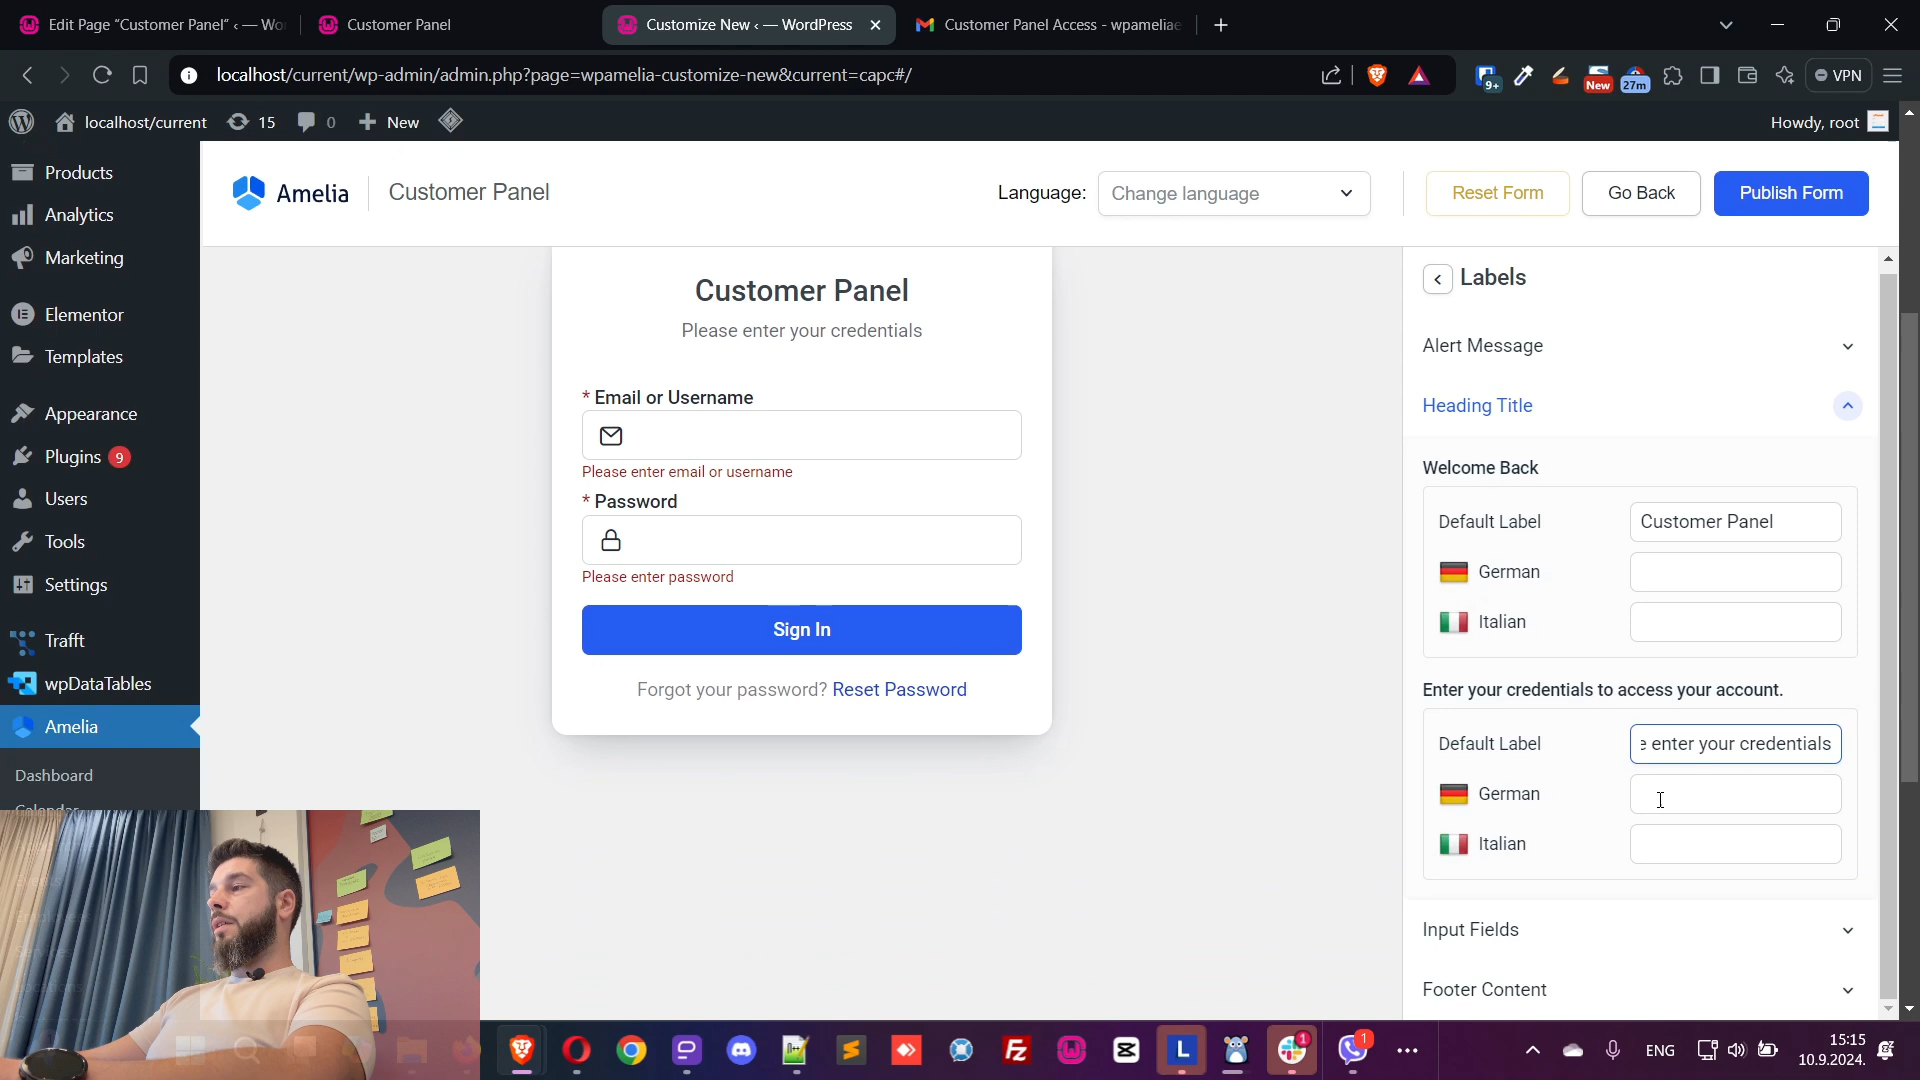 Edit Page “Customer Panel” ‹ — Wo
Customer Panel
Customize New ‹ — WordPress
Customer Panel Access - wpameliae
localhost/current/wp-admin/admin.php?page=wpamelia-customize-new&current=capc#/
9+
New
27m
VPN
localhost/current
15
0
New
Howdy, root
Products
Analytics
Marketing
Elementor
Templates
Appearance
Plugins 9
Users
Tools
Settings
Trafft
wpDataTables
Amelia
Dashboard
Calendar
Amelia
Customer Panel
Language:
Change language
Reset Form
Go Back
Publish Form
Customer Panel
Please enter your credentials
* Email or Username
Please enter email or username
* Password
Please enter password
Sign In
Forgot your password? Reset Password
Labels
Alert Message
Heading Title
Welcome Back
Default Label
Customer Panel
German
Italian
Enter your credentials to access your account.
Default Label
e enter your credentials
German
Italian
Input Fields
Footer Content
1
1
ENG
15:15
10.9.2024.